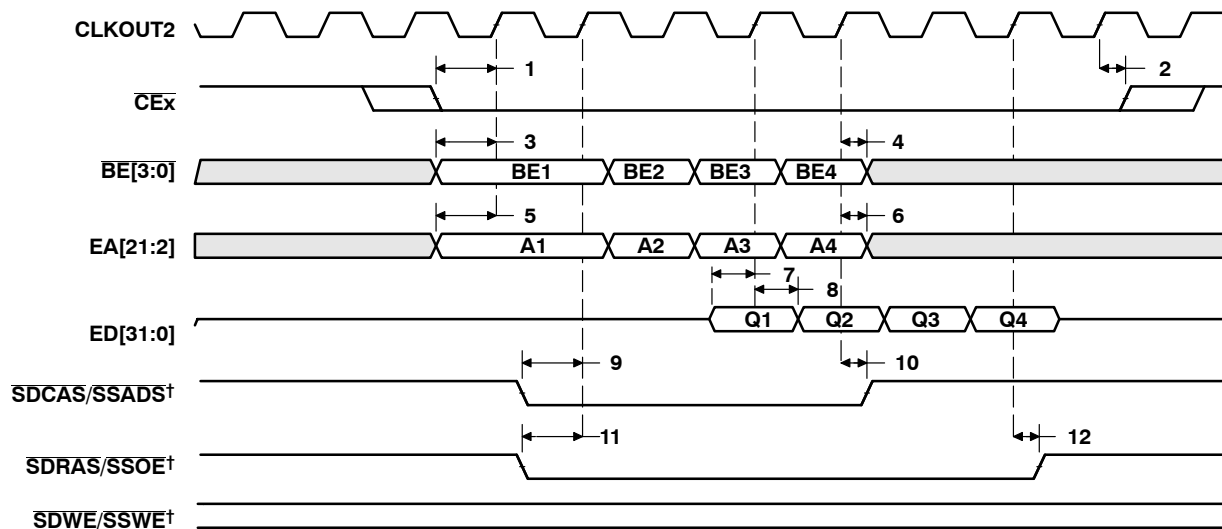 CLKOUT2
1
2
CEx
3
4
BE[3:0]
BE1 BE2 BE3 BE4
5
6
EA[21:2]
A1 A2 A3 A4
7
8
ED[31:0]
Q1 Q2 Q3 Q4
9
10
SDCAS/SSADS†
11
12
SDRAS/SSOE†
SDWE/SSWE†